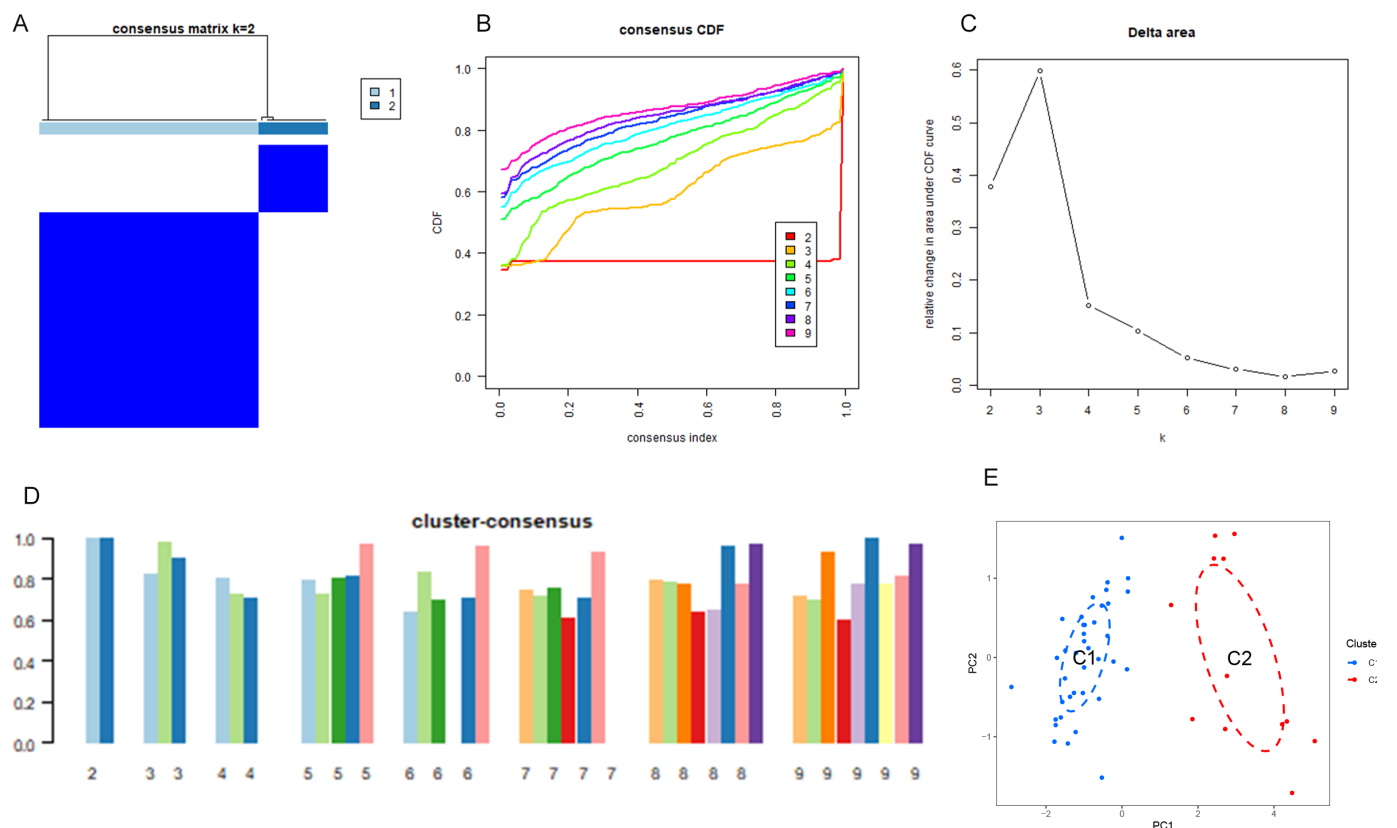 A
consensus matrix k=2
1
2
B
consensus CDF
CDF
1.0
0.8
0.6
0.4
0.2
0.0
0.0
0.2
0.4
0.6
0.8
1.0
consensus index
2
3
4
5
6
7
8
9
C
Delta area
relative change in area under CDF curve
0.6
0.5
0.4
0.3
0.2
0.1
0.0
2 3 4 5 6 7 8 9
k
D
cluster-consensus
1.0
0.8
0.6
0.4
0.2
0.0
2 3 3 4 4 5 5 5 6 6 6 7 7 7 7 8 8 8 8 9 9 9 9 9
E
PC2
1
0
−1
C1
C2
−2 0 2 4
PC1
Cluster
C1
C2